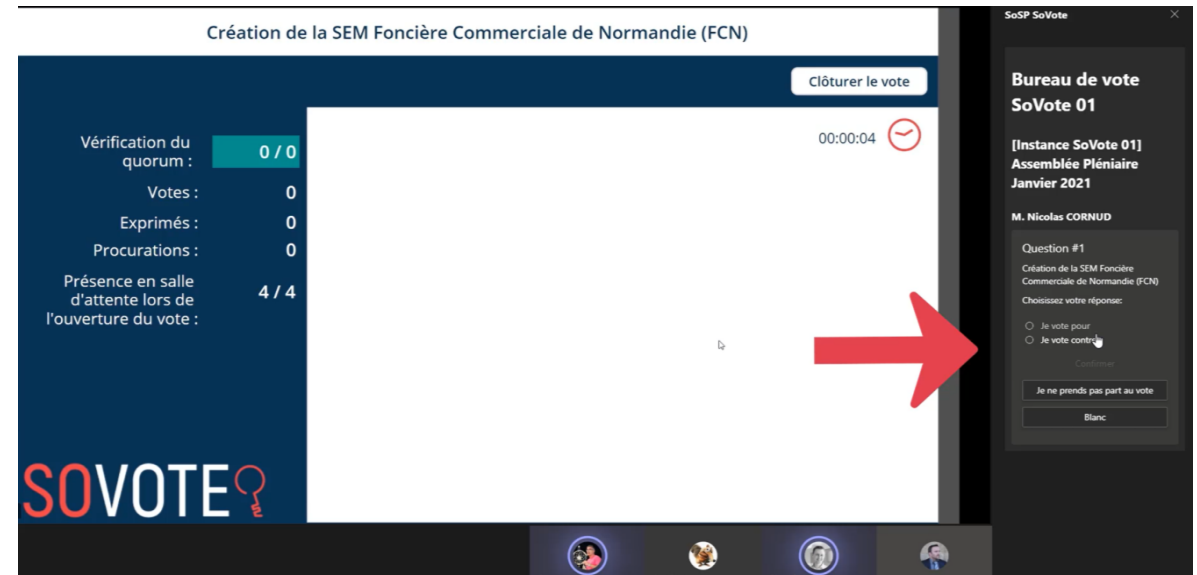 Création de la SEM Foncière Commerciale de Normandie (FCN)
Clôturer le vote
00:00:04
Vérification du
quorum :
0 / 0
Votes :
0
Exprimés :
0
Procurations :
0
Présence en salle
d'attente lors de
l'ouverture du vote :
4 / 4
SOVOTE
SoSP SoVote
Bureau de vote
SoVote 01
[Instance SoVote 01]
Assemblée Pléniaire
Janvier 2021
M. Nicolas CORNUD
Question #1
Création de la SEM Foncière
Commerciale de Normandie (FCN)
Choisissez votre réponse:
Je vote pour
Je vote contre
Confirmer
Je ne prends pas part au vote
Blanc